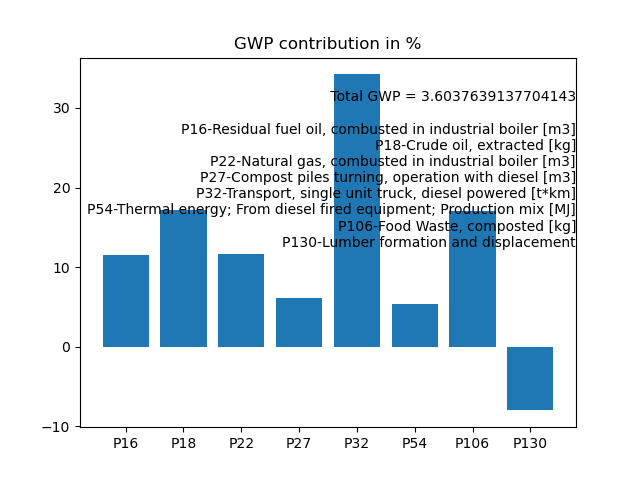 GWP contribution in %
Total GWP = 3.6037639137704143
P16-Residual fuel oil, combusted in industrial boiler [m3]
P18-Crude oil, extracted [kg]
P22-Natural gas, combusted in industrial boiler [m3]
P27-Compost piles turning, operation with diesel [m3]
P32-Transport, single unit truck, diesel powered [t*km]
P54-Thermal energy; From diesel fired equipment; Production mix [MJ]
P106-Food Waste, composted [kg]
P130-Lumber formation and displacement
30
20
10
0
−10
P16 P18 P22 P27 P32 P54 P106 P130